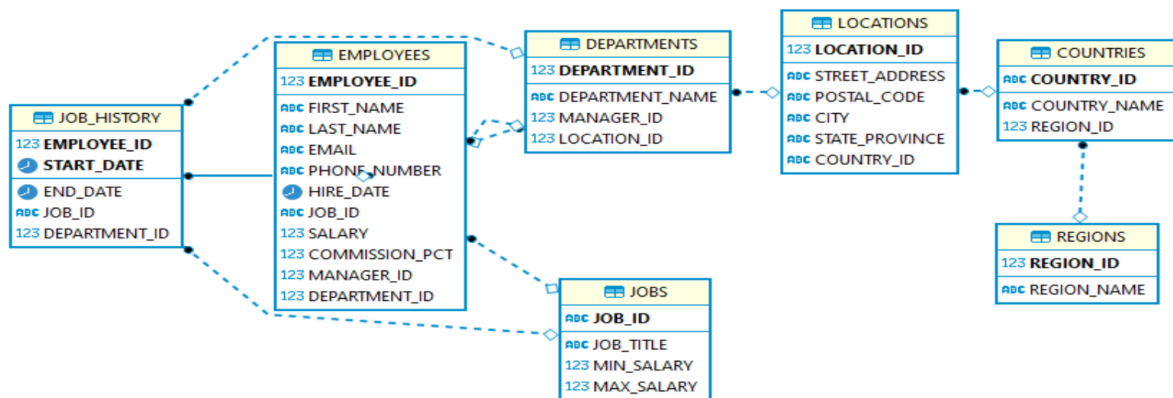 JOB_HISTORY
123 EMPLOYEE_ID
START_DATE
END_DATE
ABC JOB_ID
123 DEPARTMENT_ID
EMPLOYEES
123 EMPLOYEE_ID
ABC FIRST_NAME
ABC LAST_NAME
ABC EMAIL
ABC PHONE_NUMBER
HIRE_DATE
ABC JOB_ID
123 SALARY
123 COMMISSION_PCT
123 MANAGER_ID
123 DEPARTMENT_ID
DEPARTMENTS
123 DEPARTMENT_ID
ABC DEPARTMENT_NAME
123 MANAGER_ID
123 LOCATION_ID
JOBS
ABC JOB_ID
ABC JOB_TITLE
123 MIN_SALARY
123 MAX_SALARY
LOCATIONS
123 LOCATION_ID
ABC STREET_ADDRESS
ABC POSTAL_CODE
ABC CITY
ABC STATE_PROVINCE
ABC COUNTRY_ID
COUNTRIES
ABC COUNTRY_ID
ABC COUNTRY_NAME
123 REGION_ID
REGIONS
123 REGION_ID
ABC REGION_NAME